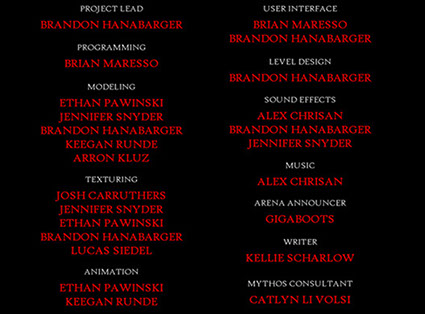 PROJECT LEAD
BRANDON HANABARGER
PROGRAMMING
BRIAN MARESSO
MODELING
ETHAN PAWINSKI
JENNIFER SNYDER
BRANDON HANABARGER
KEEGAN RUNDE
ARRON KLUZ
TEXTURING
JOSH CARRUTHERS
JENNIFER SNYDER
ETHAN PAWINSKI
BRANDON HANABARGER
LUCAS SIEDEL
ANIMATION
ETHAN PAWINSKI
KEEGAN RUNDE
USER INTERFACE
BRIAN MARESSO
BRANDON HANABARGER
LEVEL DESIGN
BRANDON HANABARGER
SOUND EFFECTS
ALEX CHRISAN
BRANDON HANABARGER
JENNIFER SNYDER
MUSIC
ALEX CHRISAN
ARENA ANNOUNCER
GIGABOOTS
WRITER
KELLIE SCHARLOW
MYTHOS CONSULTANT
CATLYN LI VOLSI